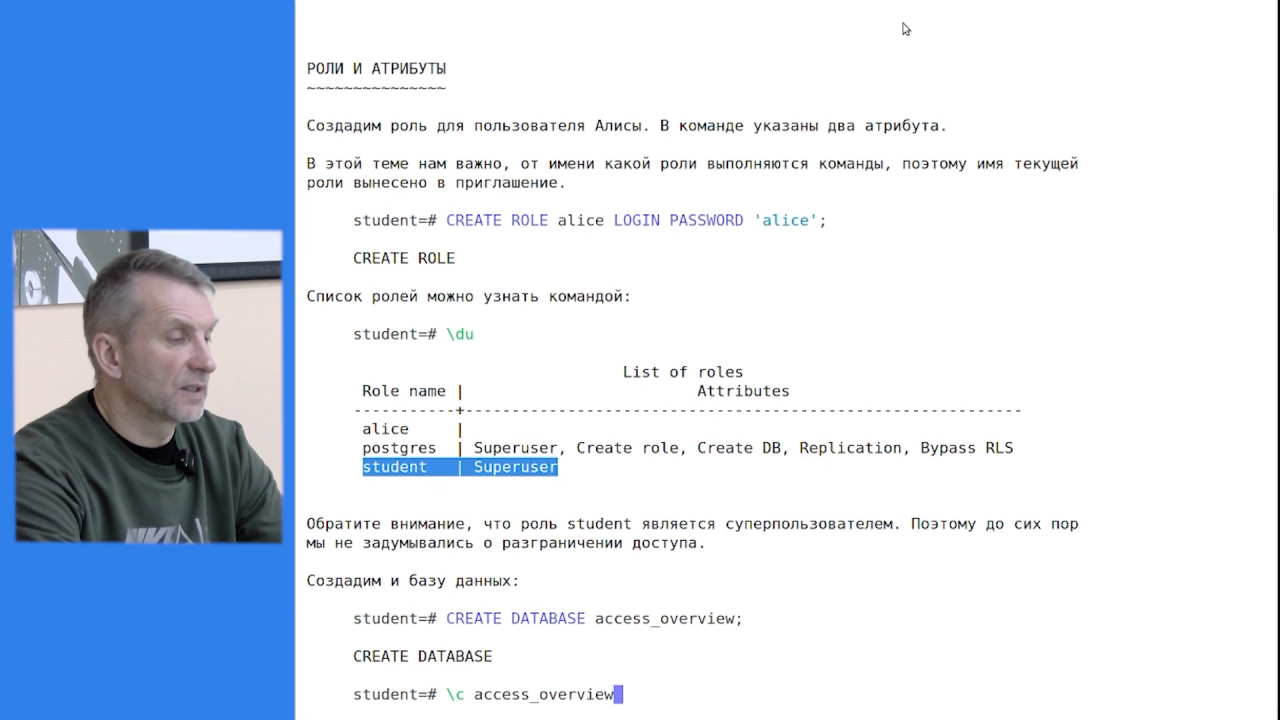 РОЛИ И АТРИБУТЫ
~~~~~~~~~~~~~~~
Создадим роль для пользователя Алисы. В команде указаны два атрибута.
В этой теме нам важно, от имени какой роли выполняются команды, поэтому имя текущей
роли вынесено в приглашение.
student=# CREATE ROLE alice LOGIN PASSWORD 'alice';
CREATE ROLE
Список ролей можно узнать командой:
student=# \du
List of roles
Role name | Attributes
-----------+------------------------------------------------------------
alice |
postgres | Superuser, Create role, Create DB, Replication, Bypass RLS
student | Superuser
Обратите внимание, что роль student является суперпользователем. Поэтому до сих пор
мы не задумывались о разграничении доступа.
Создадим и базу данных:
student=# CREATE DATABASE access_overview;
CREATE DATABASE
student=# \c access_overview